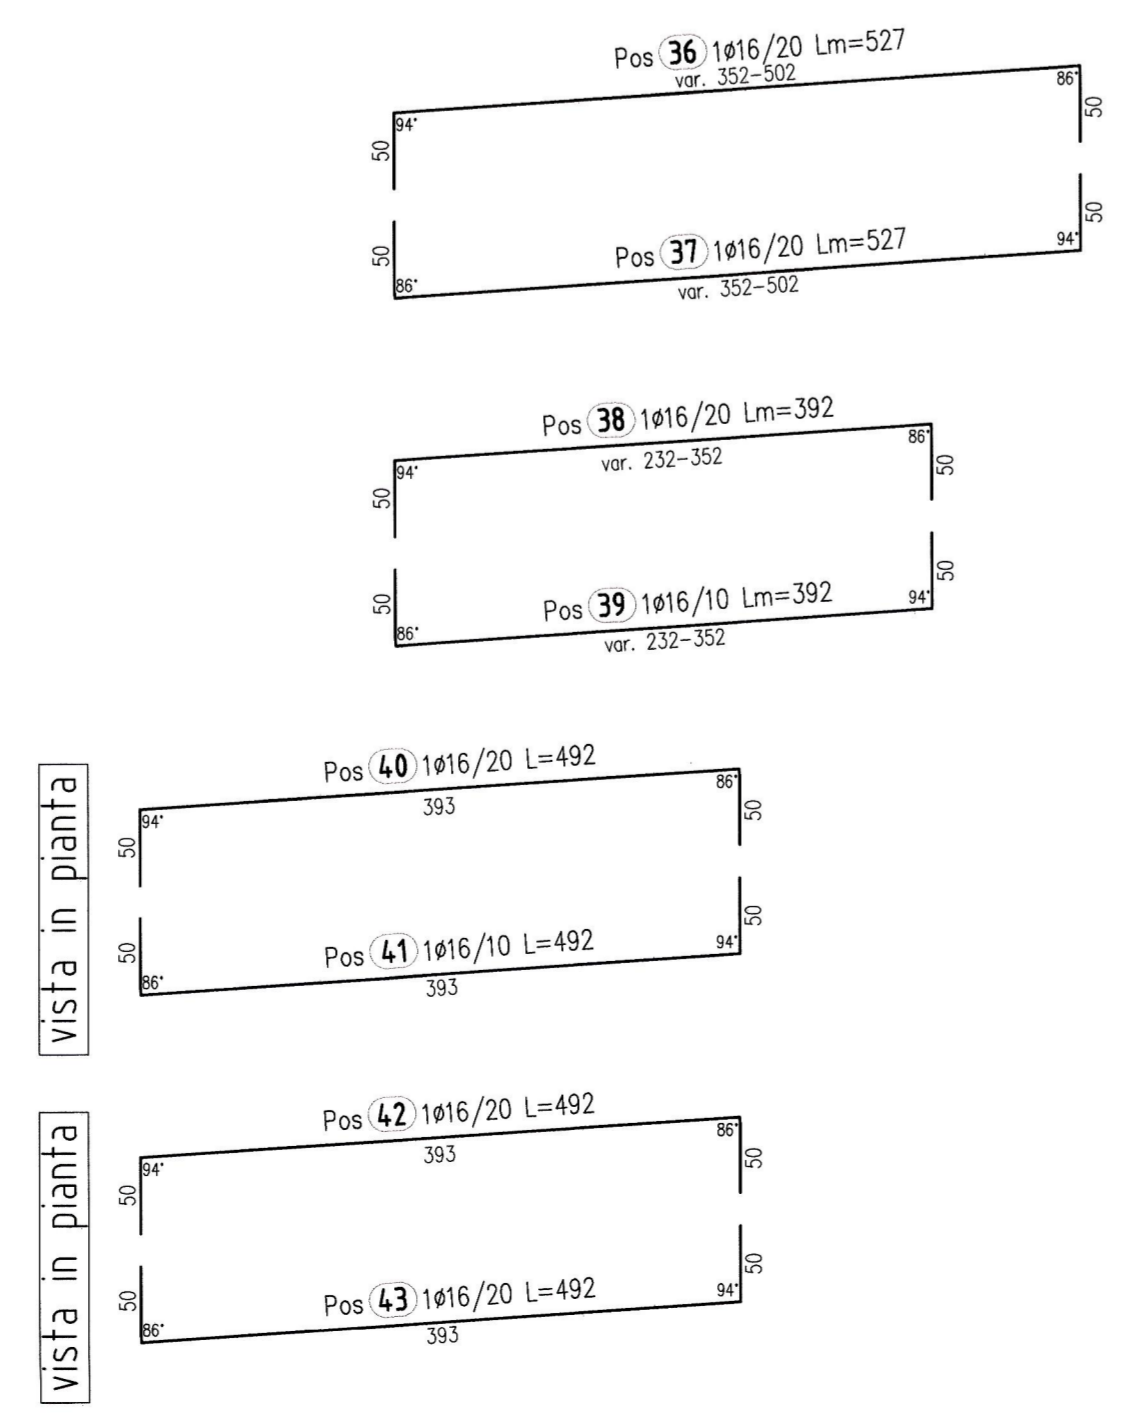 Pos 36 1ø16/20 Lm=527
var. 352-502
94°
86°
50
50
50
50
Pos 37 1ø16/20 Lm=527
86°
94°
var. 352-502
Pos 38 1ø16/20 Lm=392
var. 232-352
94°
86°
50
50
50
50
Pos 39 1ø16/10 Lm=392
86°
94°
var. 232-352
vista in pianta
Pos 40 1ø16/20 L=492
393
94°
86°
50
50
50
50
Pos 41 1ø16/10 L=492
86°
94°
393
vista in pianta
Pos 42 1ø16/20 L=492
393
94°
86°
50
50
50
50
Pos 43 1ø16/20 L=492
86°
94°
393